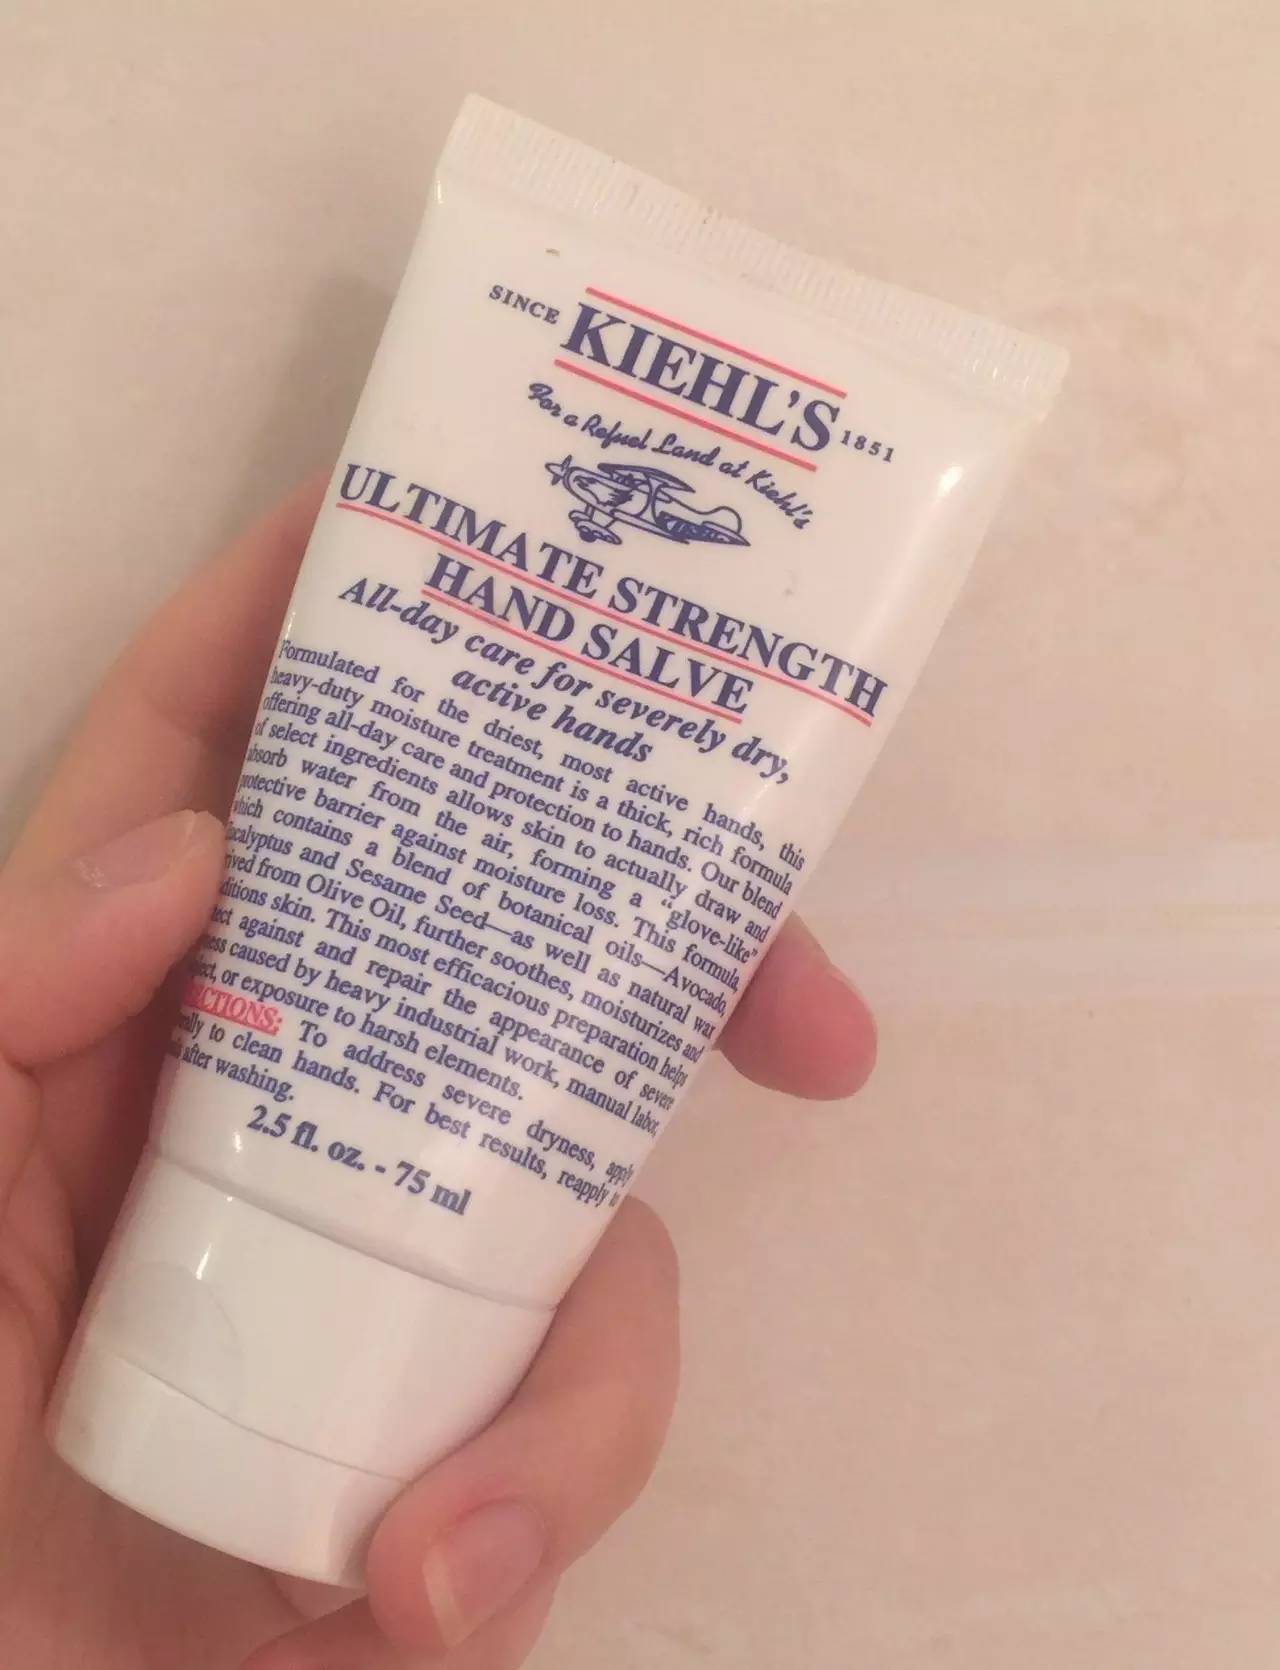 SINCE KIEHL'S 1851
For a Refuel Land at Kiehl's
ULTIMATE STRENGTH
HAND SALVE
All-day care for severely dry,
active hands
Formulated for the driest, most active hands, this
heavy-duty moisture treatment is a thick, rich formula
offering all-day care and protection to hands. Our blend
of select ingredients allows skin to actually draw and
absorb water from the air, forming a "glove-like"
protective barrier against moisture loss. This formula,
which contains a blend of botanical oils—Avocado,
Eucalyptus and Sesame Seed—as well as natural wax
rived from Olive Oil, further soothes, moisturizes and
ditions skin. This most efficacious preparation helps
tect against and repair the appearance of severe
ness caused by heavy industrial work, manual labor,
ject, or exposure to harsh elements.
ECTIONS: To address severe dryness, apply
rally to clean hands. For best results, reapply to
after washing.
2.5 fl. oz. - 75 ml